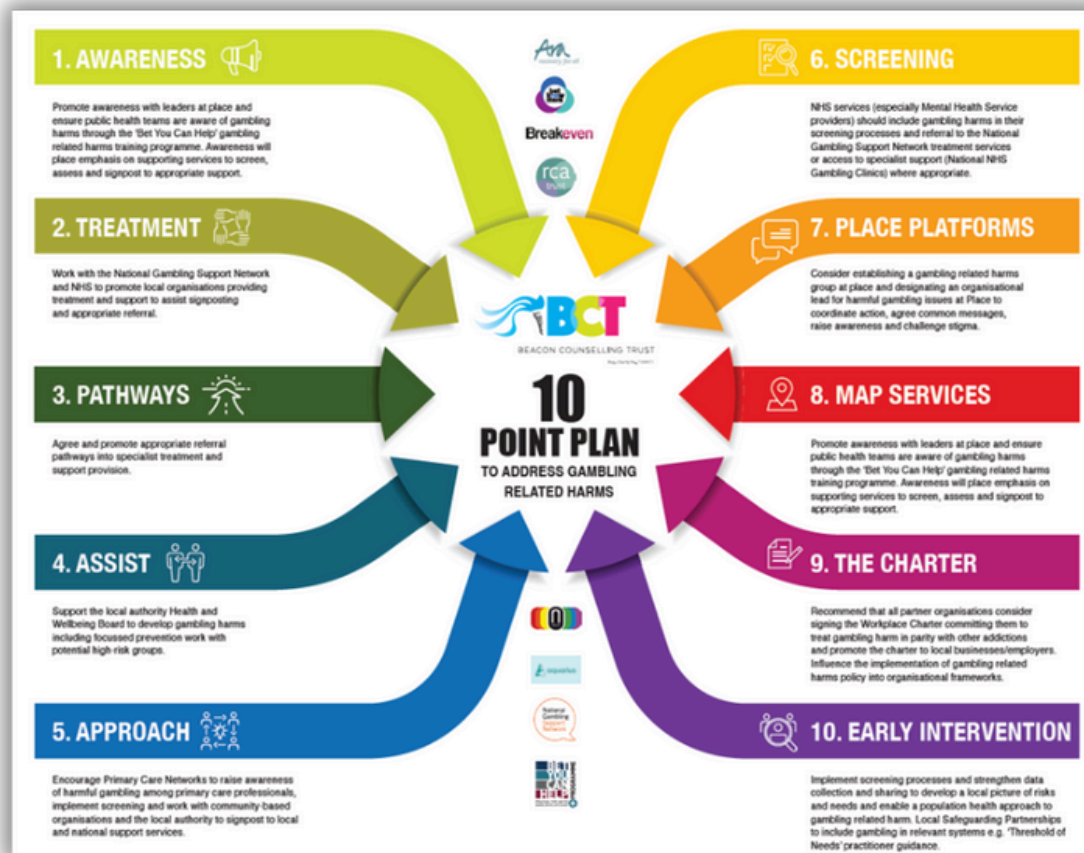 1. AWARENESS
Promote awareness with leaders at place and
ensure public health teams are aware of gambling
harms through the 'Bet You Can Help' gambling
related harms training programme. Awareness will
place emphasis on supporting services to screen,
assess and signpost to appropriate support.
2. TREATMENT
Work with the National Gambling Support Network
and NHS to promote local organisations providing
treatment and support to assist signposting
and appropriate referral.
3. PATHWAYS
Agree and promote appropriate referral
pathways into specialist treatment and
support provision.
4. ASSIST
Support the local authority Health and
Wellbeing Board to develop gambling harms
including focussed prevention work with
potential high-risk groups.
5. APPROACH
Encourage Primary Care Networks to raise awareness
of harmful gambling among primary care professionals,
implement screening and work with community-based
organisations and the local authority to signpost to local
and national support services.
Ara
recovery for all
Breakeven
rca
trust
BCT
BEACON COUNSELLING TRUST
10
POINT PLAN
TO ADDRESS GAMBLING
RELATED HARMS
aquarius
National
Gambling
Support
Network
BET
YOU
CAN
HELP
PROGRAMME
6. SCREENING
NHS services (especially Mental Health Service
providers) should include gambling harms in their
screening processes and referral to the National
Gambling Support Network treatment services
or access to specialist support (National NHS
Gambling Clinics) where appropriate.
7. PLACE PLATFORMS
Consider establishing a gambling related harms
group at place and designating an organisational
lead for harmful gambling issues at Place to
coordinate action, agree common messages,
raise awareness and challenge stigma.
8. MAP SERVICES
Promote awareness with leaders at place and ensure
public health teams are aware of gambling harms
through the 'Bet You Can Help' gambling related harms
training programme. Awareness will place emphasis on
supporting services to screen, assess and signpost to
appropriate support.
9. THE CHARTER
Recommend that all partner organisations consider
signing the Workplace Charter committing them to
treat gambling harm in parity with other addictions
and promote the charter to local businesses/employers.
Influence the implementation of gambling related
harms policy into organisational frameworks.
10. EARLY INTERVENTION
Implement screening processes and strengthen data
collection and sharing to develop a local picture of risks
and needs and enable a population health approach to
gambling related harm. Local Safeguarding Partnerships
to include gambling in relevant systems e.g. 'Threshold of
Needs' practitioner guidance.